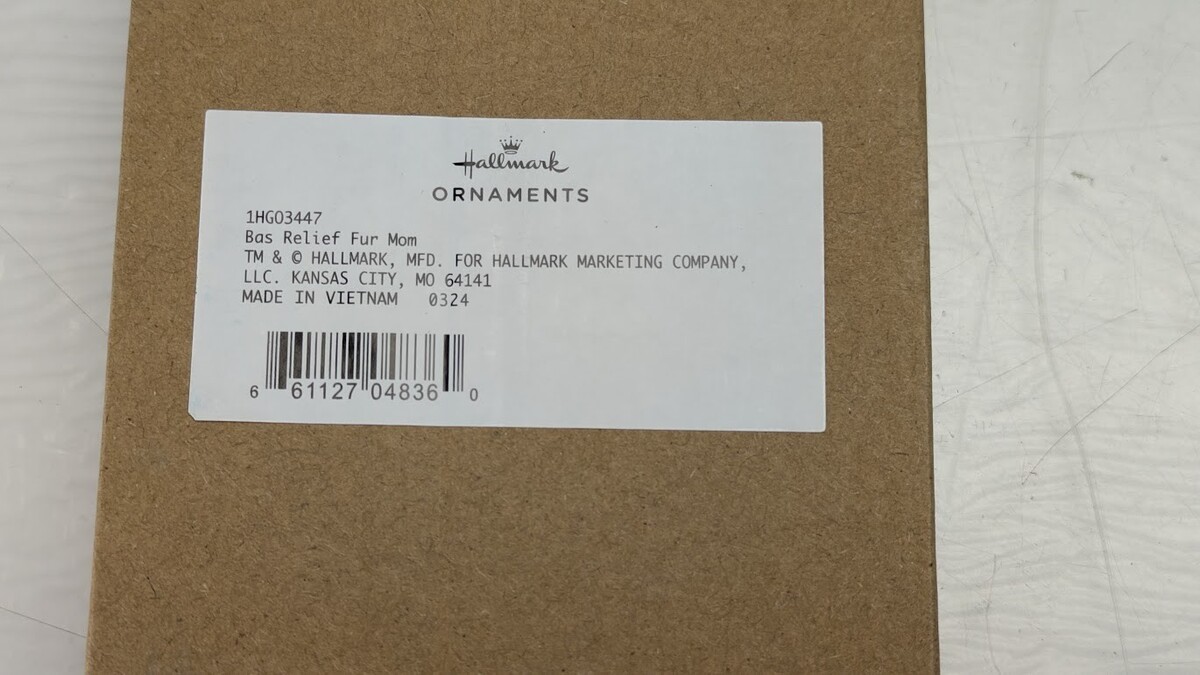 Hallmark
ORNAMENTS
1HGO3447
Bas Relief Fur Mom
TM & © HALLMARK, MFD. FOR HALLMARK MARKETING COMPANY,
LLC. KANSAS CITY, MO 64141
MADE IN VIETNAM 0324
6 61127 04836 0